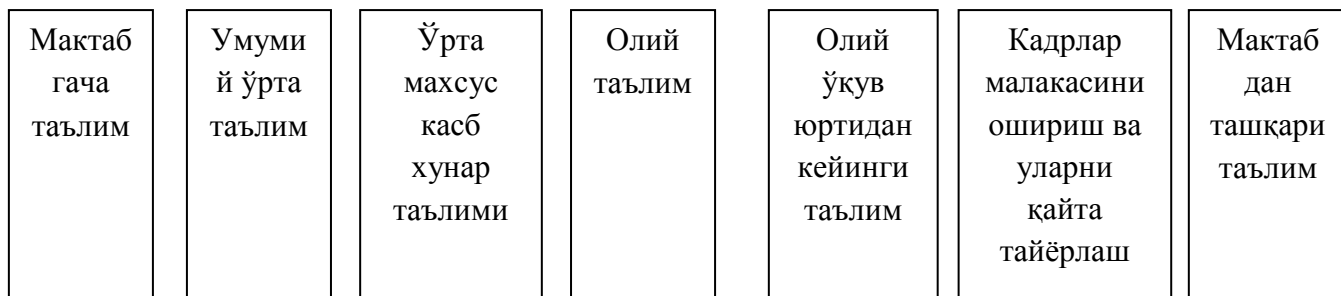 Мактаб
гача
таълим
Умуми
й ўрта
таълим
Ўрта
махсус
касб
хунар
таълими
Олий
таълим
Олий
ўқув
юртидан
кейинги
таълим
Кадрлар
малакасини
ошириш ва
уларни
қайта
тайёрлаш
Мактаб
дан
ташқари
таълим